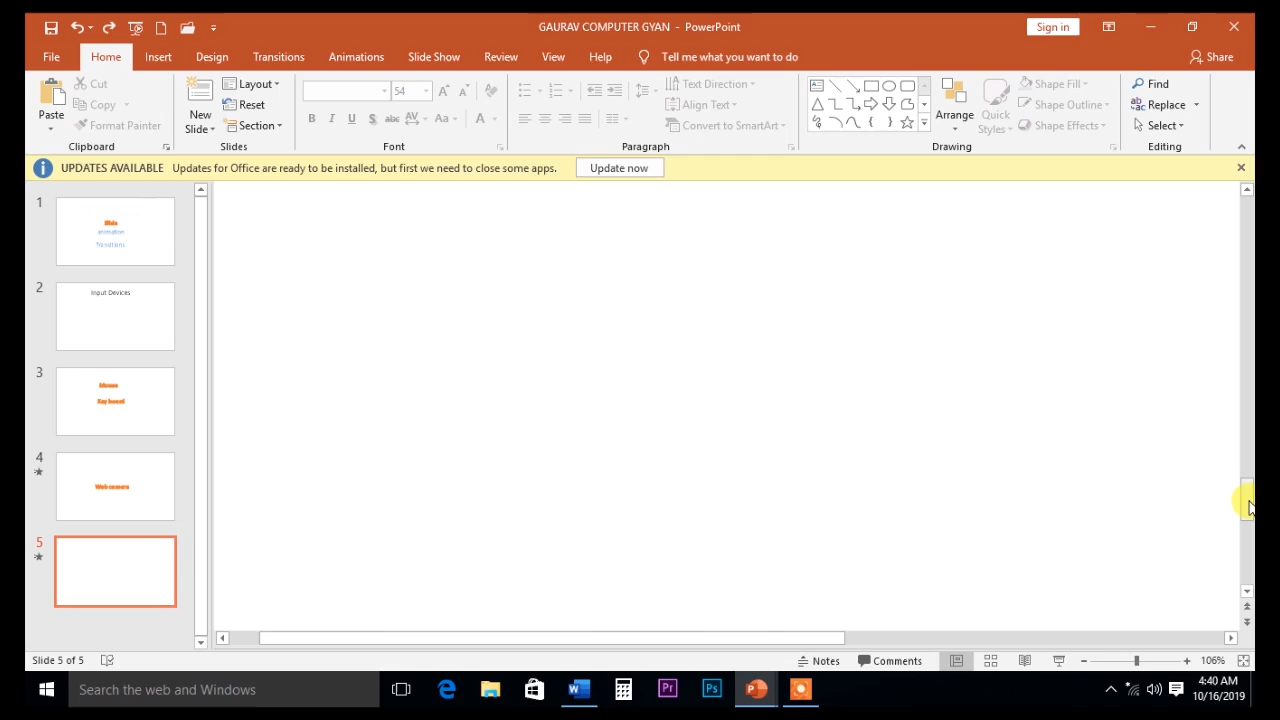 GAURAV COMPUTER GYAN - PowerPoint
Sign in
File Home Insert Design Transitions Animations Slide Show Review View Help Tell me what you want to do Share
Paste
Cut
Copy
Format Painter
Clipboard
New Slide
Layout
Reset
Section
Slides
54
B I U S abc AV Aa A
Font
Text Direction
Align Text
Convert to SmartArt
Paragraph
Arrange
Quick Styles
Shape Fill
Shape Outline
Shape Effects
Drawing
Find
Replace
Select
Editing
UPDATES AVAILABLE Updates for Office are ready to be installed, but first we need to close some apps. Update now
1
Slide
animation
Transitions
2
Input Devices
3
Mouse
Key board
4
Web camera
5
Slide 5 of 5
Notes Comments 106%
Search the web and Windows
Pr Ps
4:40 AM
10/16/2019